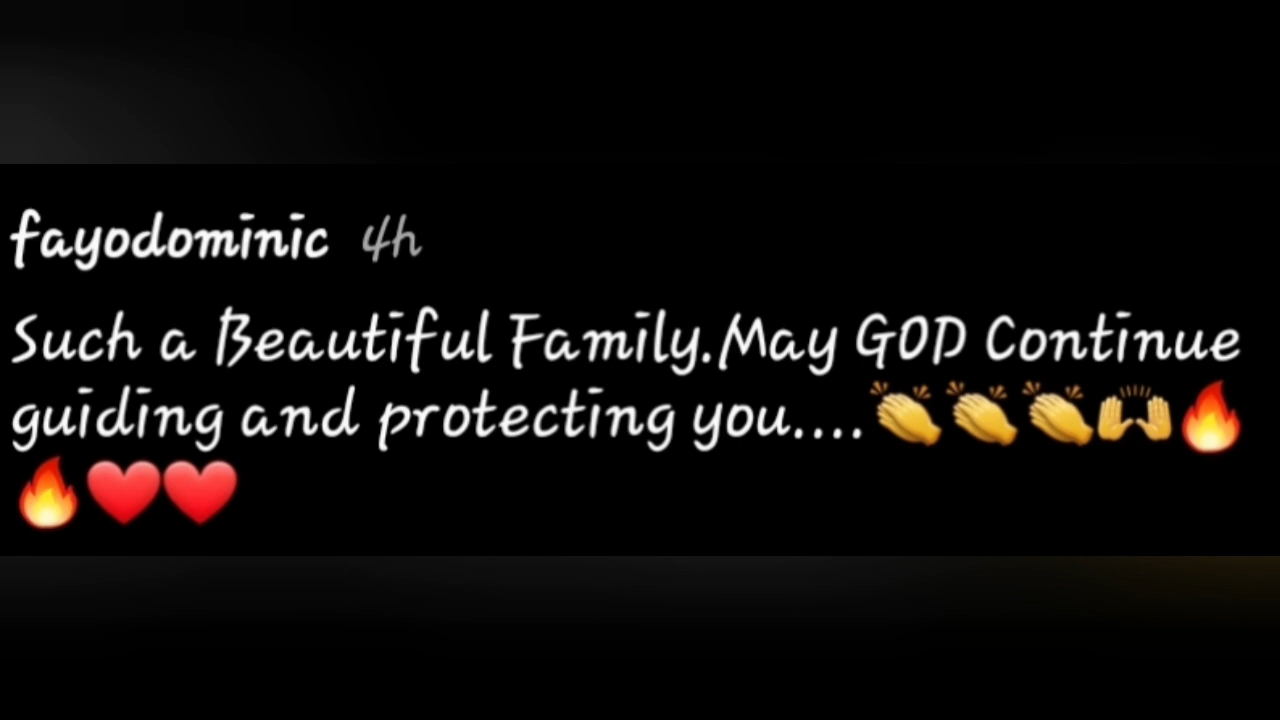 fayodominic 4h
Such a Beautiful Family.May GOD Continue
guiding and protecting you....👏👏👏🙌🔥
🔥❤️❤️